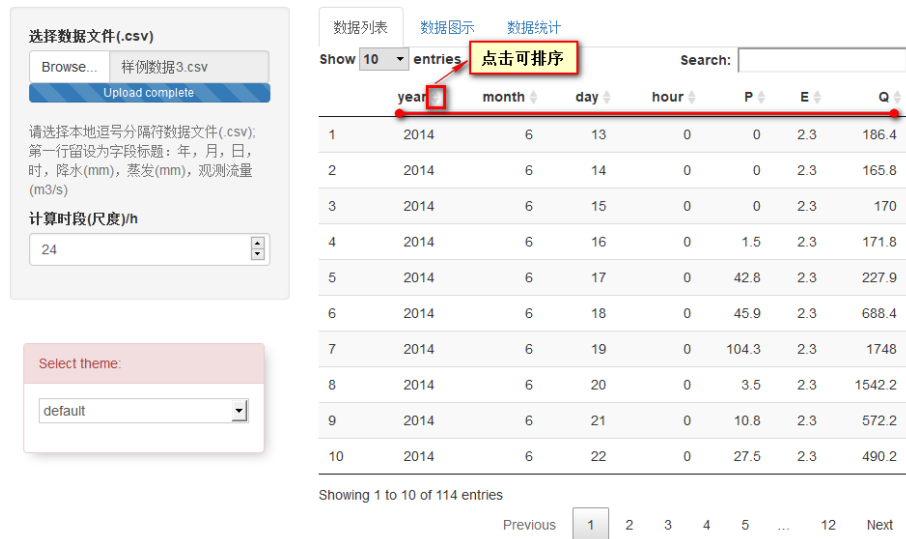 选择数据文件(.csv)
Browse... 样例数据3.csv
Upload complete
请选择本地逗号分隔符数据文件(.csv);
第一行留设为字段标题：年，月，日，
时，降水(mm)，蒸发(mm)，观测流量
(m3/s)
计算时段(尺度)/h
24
Select theme:
default
数据列表 数据图示 数据统计
Show 10 entries 点击可排序 Search:
year month day hour P E Q
1 2014 6 13 0 0 2.3 186.4
2 2014 6 14 0 0 2.3 165.8
3 2014 6 15 0 0 2.3 170
4 2014 6 16 0 1.5 2.3 171.8
5 2014 6 17 0 42.8 2.3 227.9
6 2014 6 18 0 45.9 2.3 688.4
7 2014 6 19 0 104.3 2.3 1748
8 2014 6 20 0 3.5 2.3 1542.2
9 2014 6 21 0 10.8 2.3 572.2
10 2014 6 22 0 27.5 2.3 490.2
Showing 1 to 10 of 114 entries
Previous 1 2 3 4 5 … 12 Next